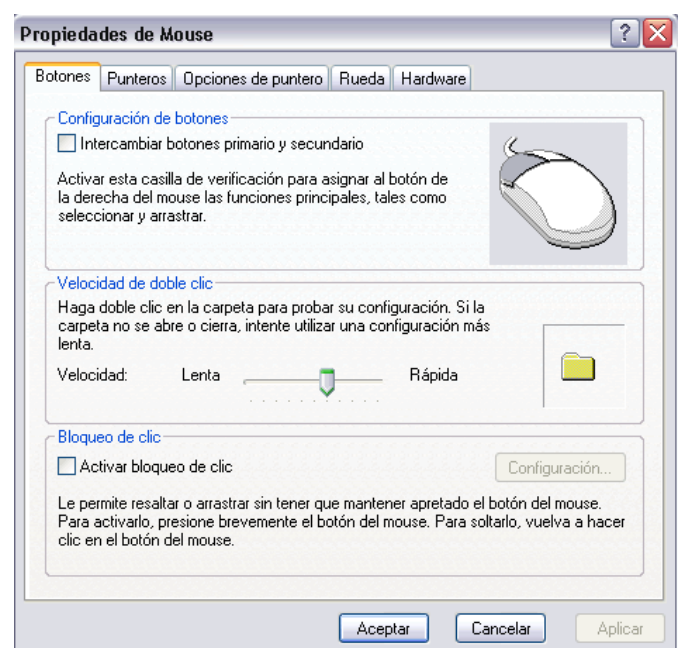 Propiedades de Mouse
Botones Punteros Opciones de puntero Rueda Hardware
Configuración de botones
Intercambiar botones primario y secundario
Activar esta casilla de verificación para asignar al botón de
la derecha del mouse las funciones principales, tales como
seleccionar y arrastrar.
Velocidad de doble clic
Haga doble clic en la carpeta para probar su configuración. Si la
carpeta no se abre o cierra, intente utilizar una configuración más
lenta.
Velocidad: Lenta Rápida
Bloqueo de clic
Activar bloqueo de clic Configuración...
Le permite resaltar o arrastrar sin tener que mantener apretado el botón del mouse.
Para activarlo, presione brevemente el botón del mouse. Para soltarlo, vuelva a hacer
clic en el botón del mouse.
Aceptar Cancelar Aplicar